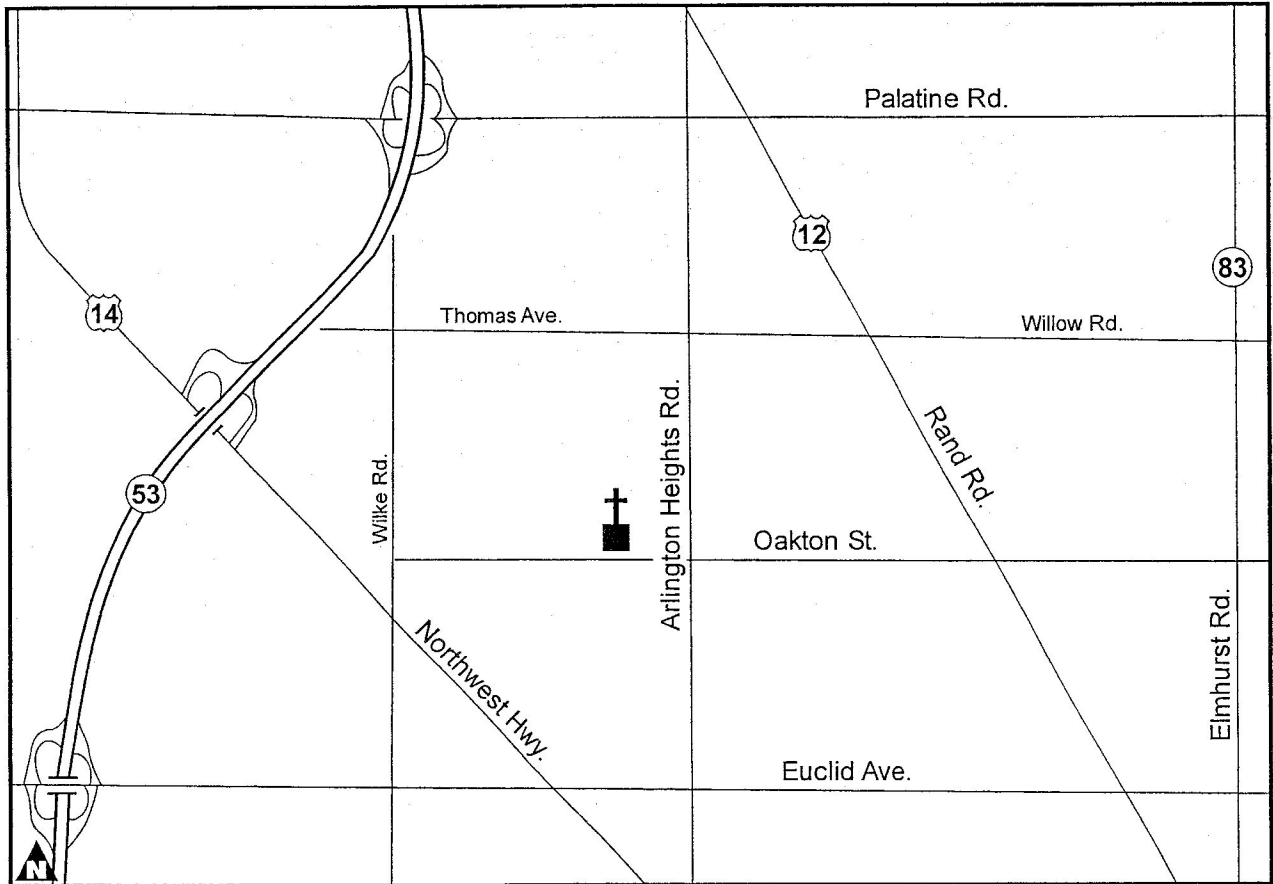 Palatine Rd.
12
83
14
Thomas Ave.
Willow Rd.
Arlington Heights Rd.
Rand Rd.
Wilke Rd.
53
Oakton St.
Northwest Hwy.
Elmhurst Rd.
Euclid Ave.
N